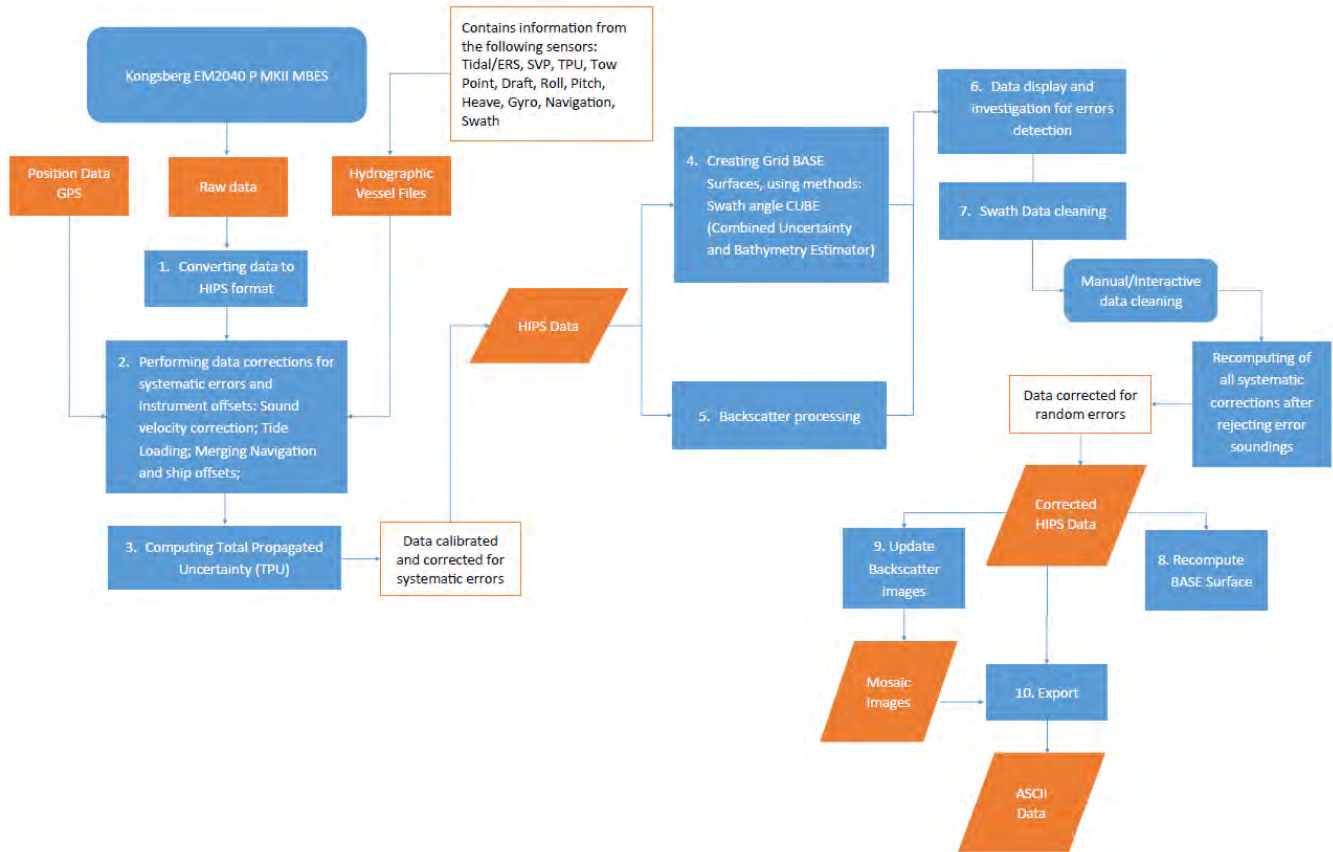 Kongsberg EM2040 P MKII MBES
Contains information from
the following sensors:
Tidal/ERS, SVP, TPU, Tow
Point, Draft, Roll, Pitch,
Heave, Gyro, Navigation,
Swath
Position Data
GPS
Raw data
Hydrographic
Vessel Files
1. Converting data to
HIPS format
2. Performing data corrections for
systematic errors and
instrument offsets: Sound
velocity correction; Tide
Loading; Merging Navigation
and ship offsets;
3. Computing Total Propagated
Uncertainty (TPU)
Data calibrated
and corrected for
systematic errors
HIPS Data
4. Creating Grid BASE
Surfaces, using methods:
Swath angle CUBE
(Combined Uncertainty
and Bathymetry Estimator)
5. Backscatter processing
6. Data display and
investigation for errors
detection
7. Swath Data cleaning
Manual/Interactive
data cleaning
Recomputing of
all systematic
corrections after
rejecting error
soundings
Data corrected for
random errors
Corrected
HIPS Data
9. Update
Backscatter
images
8. Recompute
BASE Surface
Mosaic
Images
10. Export
ASCII
Data